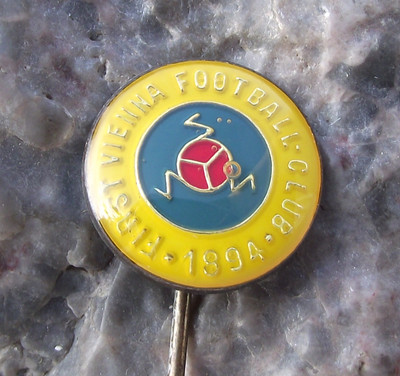 FIRST VIENNA FOOTBALL-CLUB
· 1894 ·